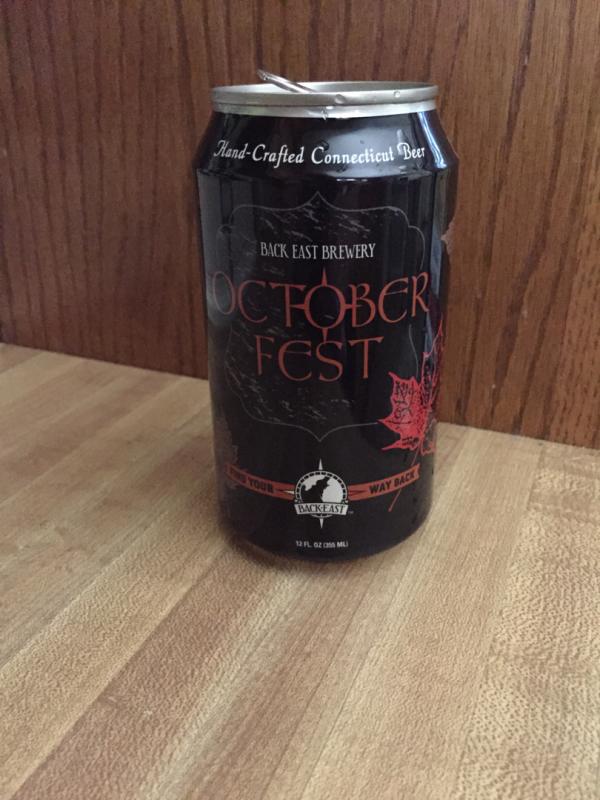 Hand-Crafted Connecticut Beer
BACK EAST BREWERY
OCTOBER
FEST
FIND YOUR WAY BACK
BACK EAST
TM
12 FL. OZ (355 ML)